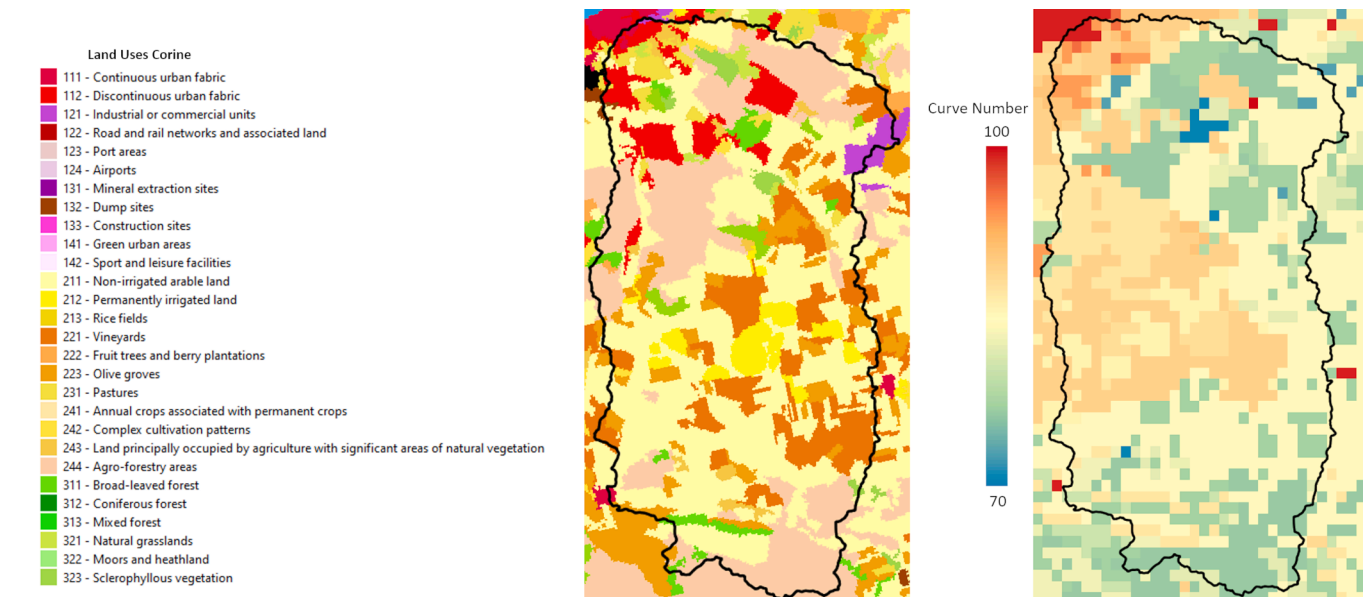 Land Uses Corine
111 - Continuous urban fabric
112 - Discontinuous urban fabric
121 - Industrial or commercial units
122 - Road and rail networks and associated land
123 - Port areas
124 - Airports
131 - Mineral extraction sites
132 - Dump sites
133 - Construction sites
141 - Green urban areas
142 - Sport and leisure facilities
211 - Non-irrigated arable land
212 - Permanently irrigated land
213 - Rice fields
221 - Vineyards
222 - Fruit trees and berry plantations
223 - Olive groves
231 - Pastures
241 - Annual crops associated with permanent crops
242 - Complex cultivation patterns
243 - Land principally occupied by agriculture with significant areas of natural vegetation
244 - Agro-forestry areas
311 - Broad-leaved forest
312 - Coniferous forest
313 - Mixed forest
321 - Natural grasslands
322 - Moors and heathland
323 - Sclerophyllous vegetation
Curve Number
100
70